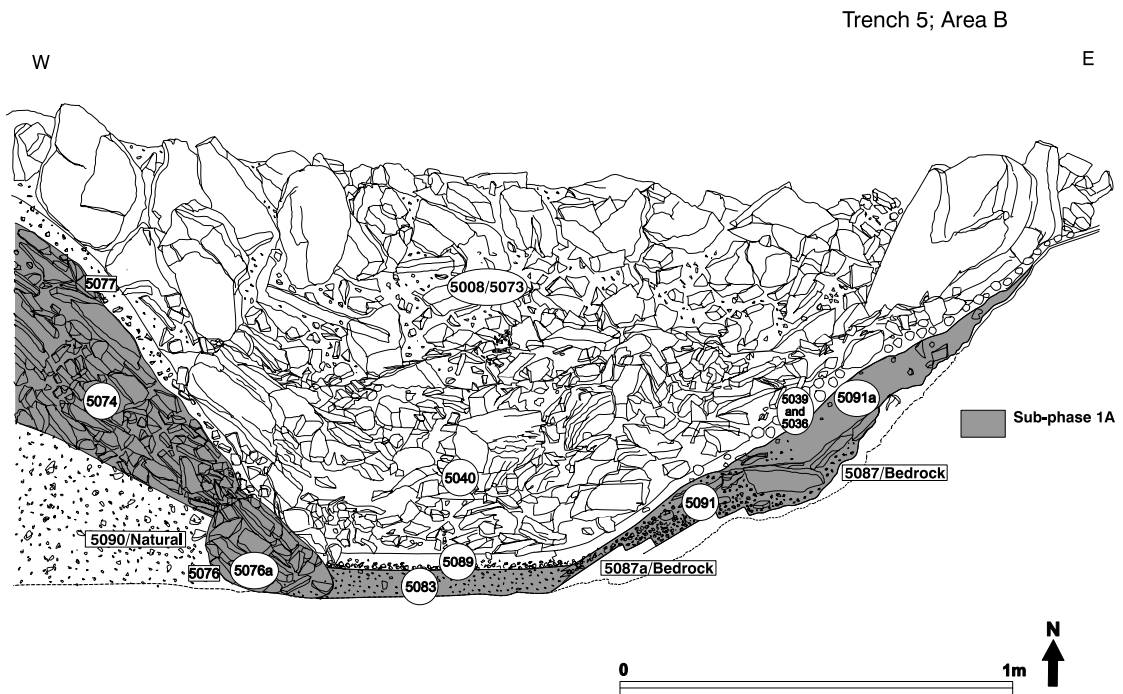 Trench 5; Area B
W
E
5077
5008/5073
5074
5039
and
5036
5091a
Sub-phase 1A
5040
5087/Bedrock
5091
5090/Natural
5089
5087a/Bedrock
5076
5076a
5083
N
0
1m